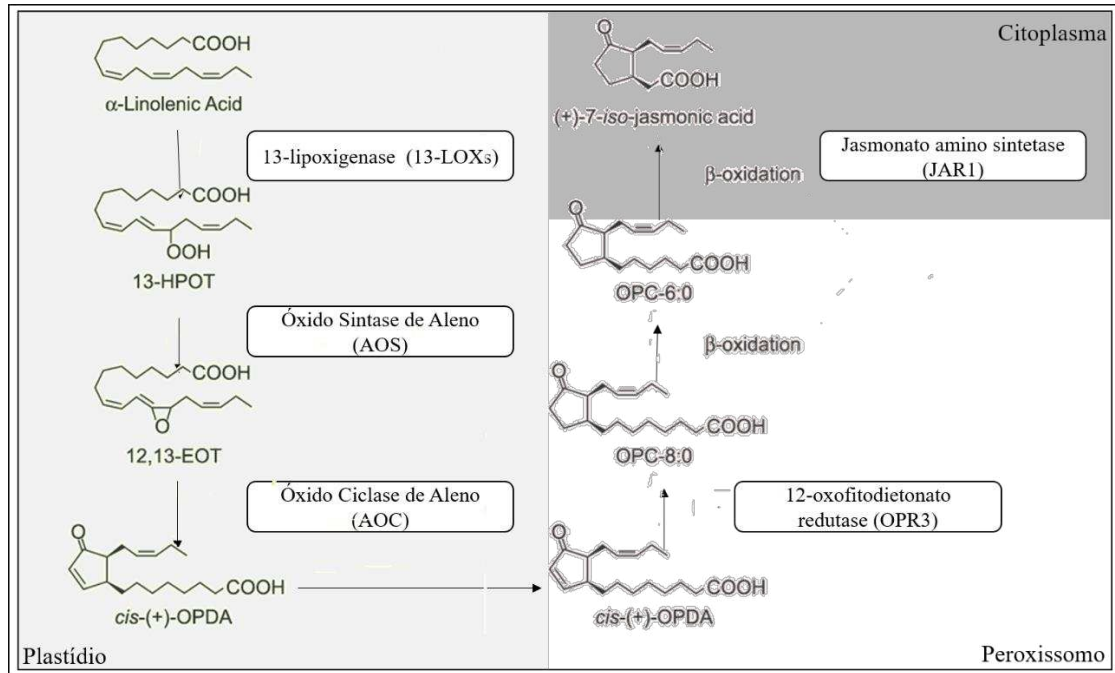 COOH
α-Linolenic Acid
13-lipoxigenase (13-LOXs)
COOH
OOH
13-HPOT
Óxido Sintase de Aleno
(AOS)
COOH
O
12,13-EOT
Óxido Ciclase de Aleno
(AOC)
O
COOH
cis-(+)-OPDA
Plastídio
Citoplasma
O
COOH
(+)-7-iso-jasmonic acid
Jasmonato amino sintetase
(JAR1)
β-oxidation
O
COOH
OPC-6:0
β-oxidation
O
COOH
OPC-8:0
12-oxofitodietonato
redutase (OPR3)
O
COOH
cis-(+)-OPDA
Peroxissomo